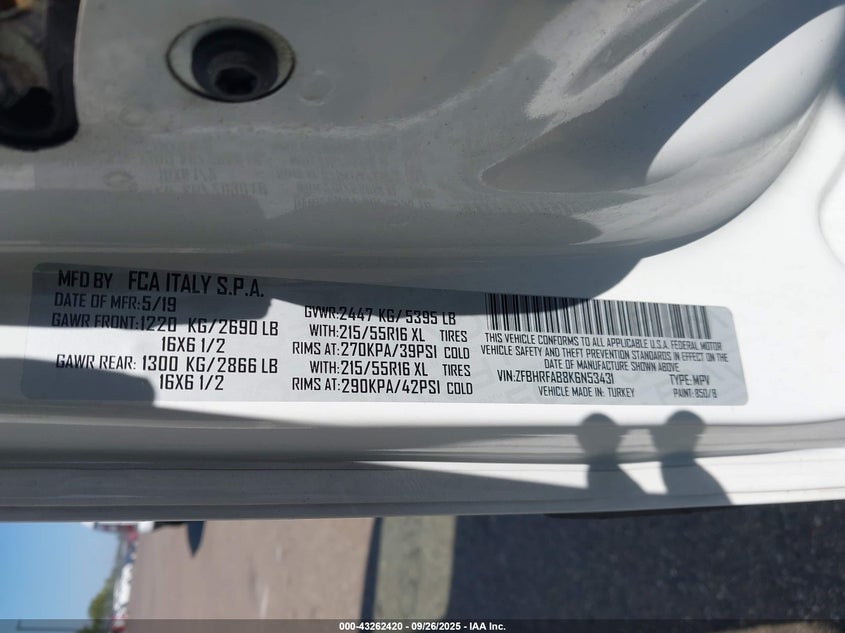 MFD BY FCA ITALY S.P.A.
DATE OF MFR: 5/19
GAWR FRONT: 1220 KG/2690 LB
16X6 1/2
GAWR REAR: 1300 KG/2866 LB
16X6 1/2
GVWR: 2447 KG/ 5395 LB
WITH: 215/55R16 XL TIRES
RIMS AT: 270KPA/39PSI COLD
WITH: 215/55R16 XL TIRES
RIMS AT: 290KPA/42PSI COLD
THIS VEHICLE CONFORMS TO ALL APPLICABLE U.S.A. FEDERAL MOTOR
VEHICLE SAFETY AND THEFT PREVENTION STANDARDS IN EFFECT ON THE
DATE OF MANUFACTURE SHOWN ABOVE
VIN: ZFBHRFAB8K6N53431 TYPE: MPV
VEHICLE MADE IN: TURKEY PAINT: 850/B
000-43262420 - 09/26/2025 - IAA Inc.